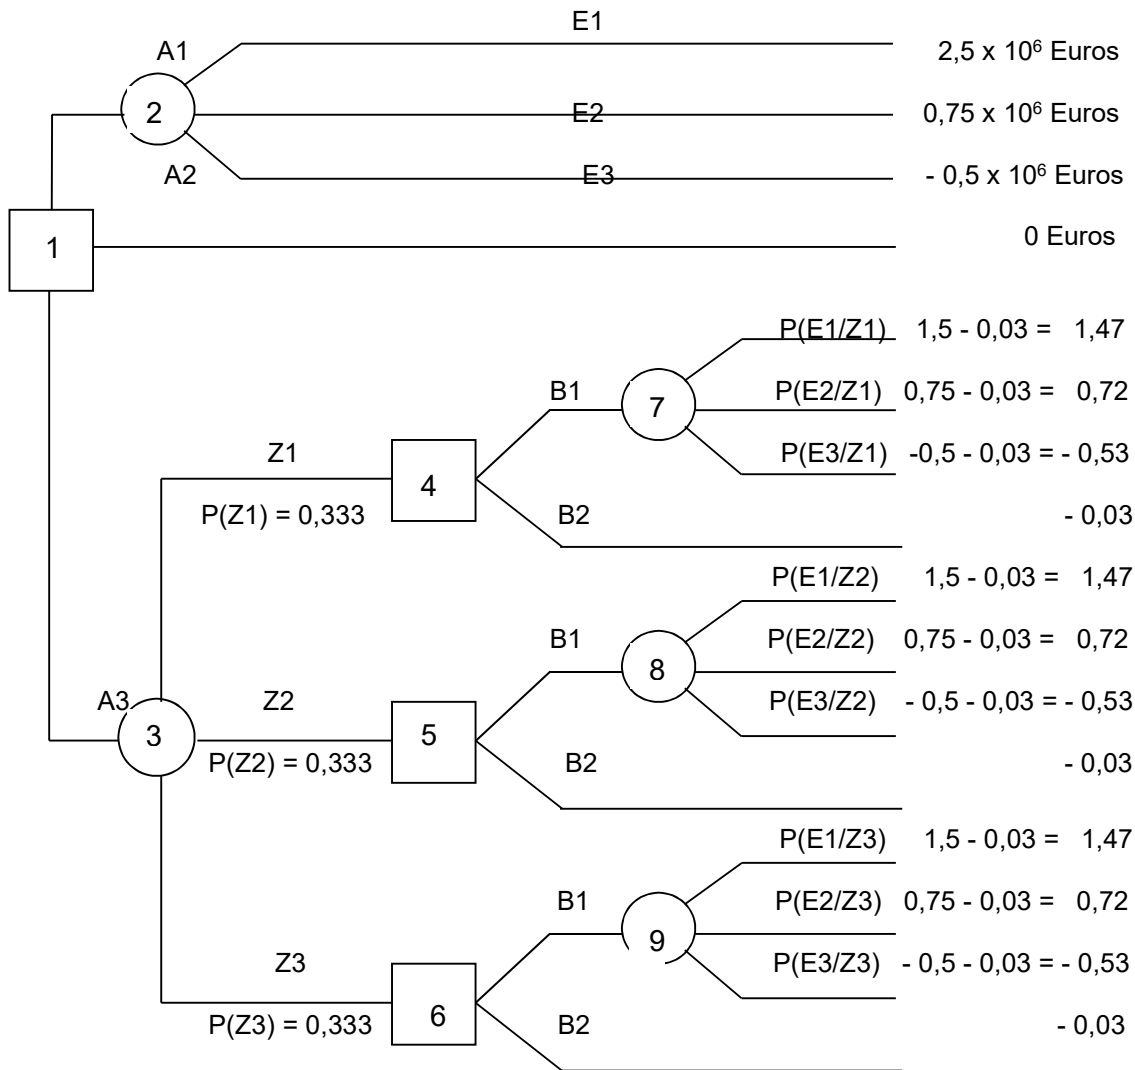 E1
A1
2,5 x 10⁶ Euros
2
E2
0,75 x 10⁶ Euros
A2
E3
- 0,5 x 10⁶ Euros
1
0 Euros
P(E1/Z1) 1,5 - 0,03 = 1,47
B1
7
P(E2/Z1) 0,75 - 0,03 = 0,72
Z1
P(E3/Z1) -0,5 - 0,03 = - 0,53
4
P(Z1) = 0,333
B2
- 0,03
P(E1/Z2) 1,5 - 0,03 = 1,47
B1
8
P(E2/Z2) 0,75 - 0,03 = 0,72
A3
Z2
P(E3/Z2) - 0,5 - 0,03 = - 0,53
3
5
P(Z2) = 0,333
B2
- 0,03
P(E1/Z3) 1,5 - 0,03 = 1,47
B1
9
P(E2/Z3) 0,75 - 0,03 = 0,72
Z3
P(E3/Z3) - 0,5 - 0,03 = - 0,53
6
P(Z3) = 0,333
B2
- 0,03